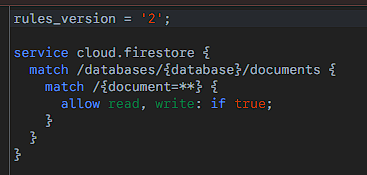 rules_version = '2';
service cloud.firestore {
match /databases/{database}/documents {
match /{document=**} {
allow read, write: if true;
}
}
}